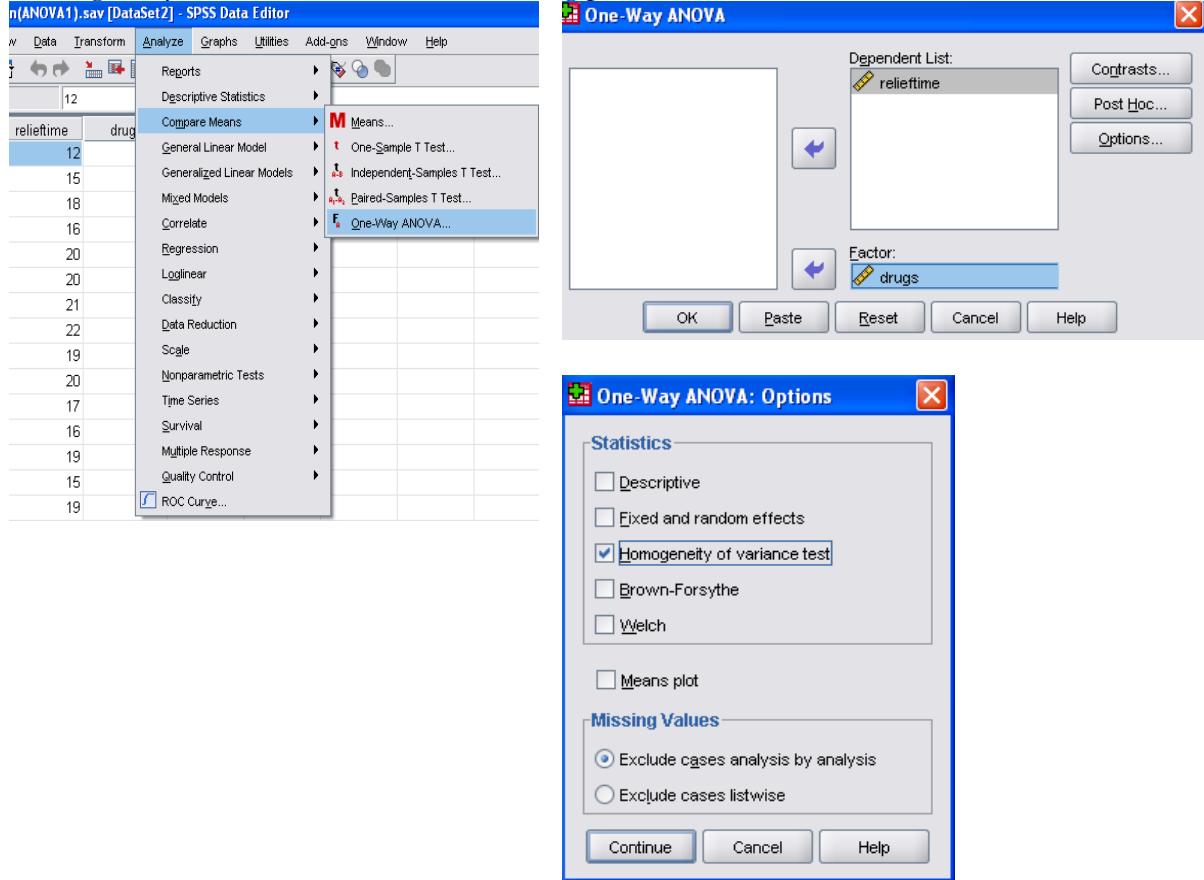 n(ANOVA1).sav [DataSet2] - SPSS Data Editor
w Data Transform Analyze Graphs Utilities Add-ons Window Help
12
relieftime drug
12
15
18
16
20
20
21
22
19
20
17
16
19
15
19
Reports
Descriptive Statistics
Compare Means
General Linear Model
Generalized Linear Models
Mixed Models
Correlate
Regression
Loglinear
Classify
Data Reduction
Scale
Nonparametric Tests
Time Series
Survival
Multiple Response
Quality Control
ROC Curve...
M Means...
t One-Sample T Test...
Independent-Samples T Test...
Paired-Samples T Test...
One-Way ANOVA...
One-Way ANOVA
Dependent List:
relieftime
Factor:
drugs
Contrasts...
Post Hoc...
Options...
OK Paste Reset Cancel Help
One-Way ANOVA: Options
Statistics
Descriptive
Fixed and random effects
Homogeneity of variance test
Brown-Forsythe
Welch
Means plot
Missing Values
Exclude cases analysis by analysis
Exclude cases listwise
Continue Cancel Help